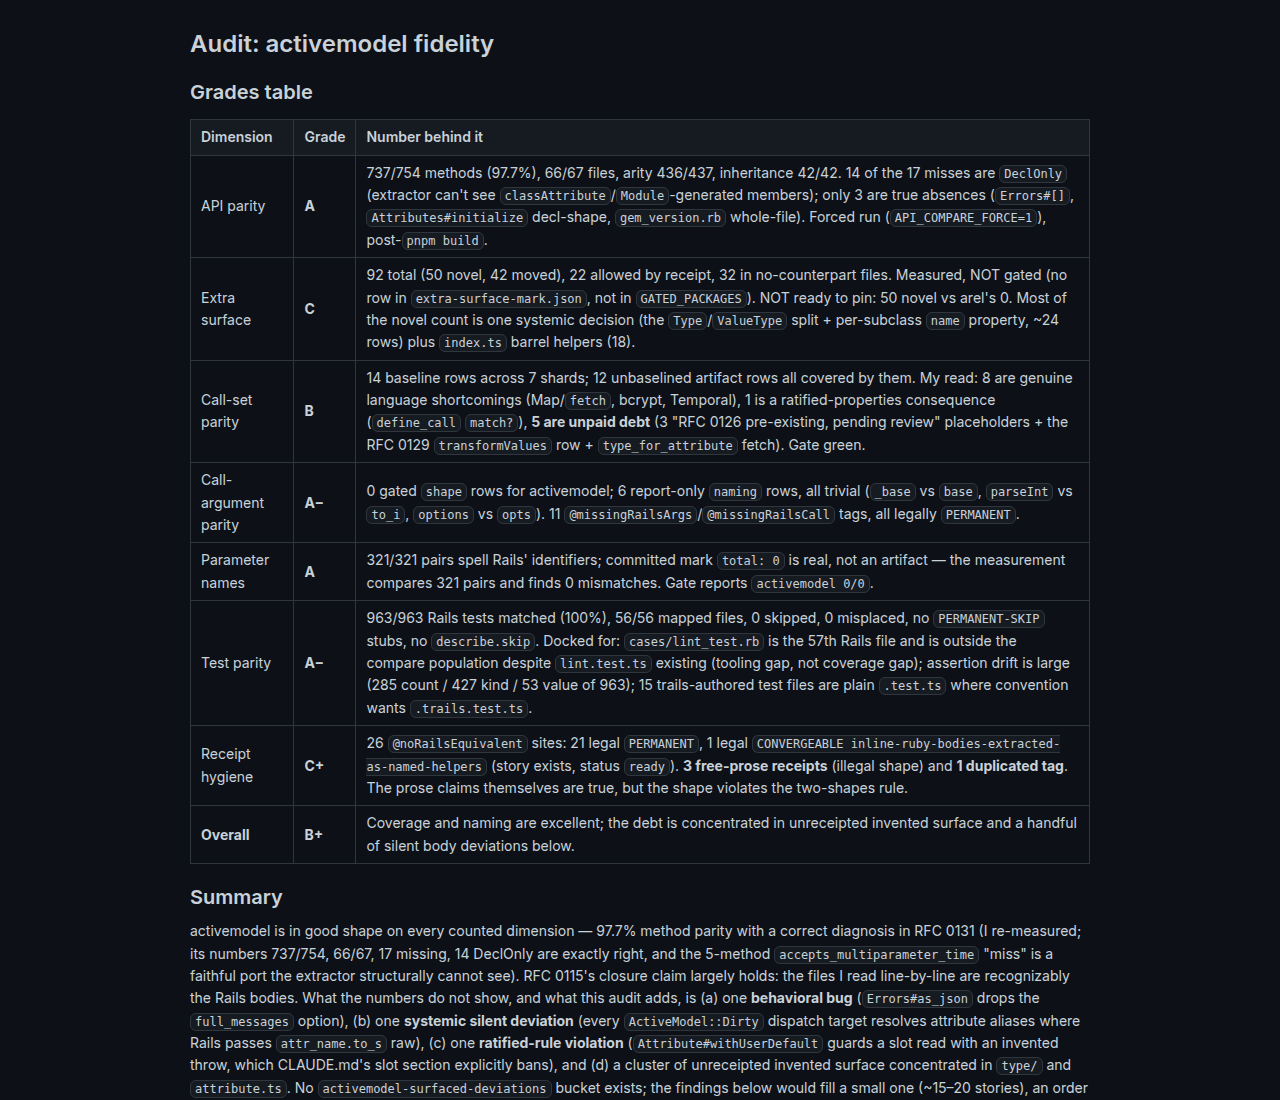 Audit: activemodel fidelity
Grades table
Dimension Grade Number behind it
API parity A 737/754 methods (97.7%), 66/67 files, arity 436/437, inheritance 42/42. 14 of the 17 misses are DeclOnly
(extractor can't see classAttribute/Module-generated members); only 3 are true absences (Errors#[],
Attributes#initialize decl-shape, gem_version.rb whole-file). Forced run (API_COMPARE_FORCE=1),
post-pnpm build.
Extra
surface
C
92 total (50 novel, 42 moved), 22 allowed by receipt, 32 in no-counterpart files. Measured, NOT gated (no
row in extra-surface-mark.json, not in GATED_PACKAGES). NOT ready to pin: 50 novel vs arel's 0. Most of
the novel count is one systemic decision (the Type/ValueType split + per-subclass name property, ~24
rows) plus index.ts barrel helpers (18).
Call-set
parity
B
14 baseline rows across 7 shards; 12 unbaselined artifact rows all covered by them. My read: 8 are genuine
language shortcomings (Map/fetch, bcrypt, Temporal), 1 is a ratified-properties consequence
(define_call match?), 5 are unpaid debt (3 "RFC 0126 pre-existing, pending review" placeholders + the
RFC 0129 transformValues row + type_for_attribute fetch). Gate green.
Call-
argument
parity
A−
0 gated shape rows for activemodel; 6 report-only naming rows, all trivial (_base vs base, parseInt vs
to_i, options vs opts). 11 @missingRailsArgs/@missingRailsCall tags, all legally PERMANENT.
Parameter
names
A
321/321 pairs spell Rails' identifiers; committed mark total: 0 is real, not an artifact — the measurement
compares 321 pairs and finds 0 mismatches. Gate reports activemodel 0/0.
Test parity
A−
963/963 Rails tests matched (100%), 56/56 mapped files, 0 skipped, 0 misplaced, no PERMANENT-SKIP
stubs, no describe.skip. Docked for: cases/lint_test.rb is the 57th Rails file and is outside the
compare population despite lint.test.ts existing (tooling gap, not coverage gap); assertion drift is large
(285 count / 427 kind / 53 value of 963); 15 trails-authored test files are plain .test.ts where convention
wants .trails.test.ts.
Receipt
hygiene
C+
26 @noRailsEquivalent sites: 21 legal PERMANENT, 1 legal CONVERGEABLE inline-ruby-bodies-extracted-
as-named-helpers (story exists, status ready). 3 free-prose receipts (illegal shape) and 1 duplicated tag.
The prose claims themselves are true, but the shape violates the two-shapes rule.
Overall
B+
Coverage and naming are excellent; the debt is concentrated in unreceipted invented surface and a handful
of silent body deviations below.
Summary
activemodel is in good shape on every counted dimension — 97.7% method parity with a correct diagnosis in RFC 0131 (I re-measured;
its numbers 737/754, 66/67, 17 missing, 14 DeclOnly are exactly right, and the 5-method accepts_multiparameter_time "miss" is a
faithful port the extractor structurally cannot see). RFC 0115's closure claim largely holds: the files I read line-by-line are recognizably
the Rails bodies. What the numbers do not show, and what this audit adds, is (a) one behavioral bug (Errors#as_json drops the
full_messages option), (b) one systemic silent deviation (every ActiveModel::Dirty dispatch target resolves attribute aliases where
Rails passes attr_name.to_s raw), (c) one ratified-rule violation (Attribute#withUserDefault guards a slot read with an invented
throw, which CLAUDE.md's slot section explicitly bans), and (d) a cluster of unreceipted invented surface concentrated in type/ and
attribute.ts. No activemodel-surfaced-deviations bucket exists; the findings below would fill a small one (~15–20 stories), an order